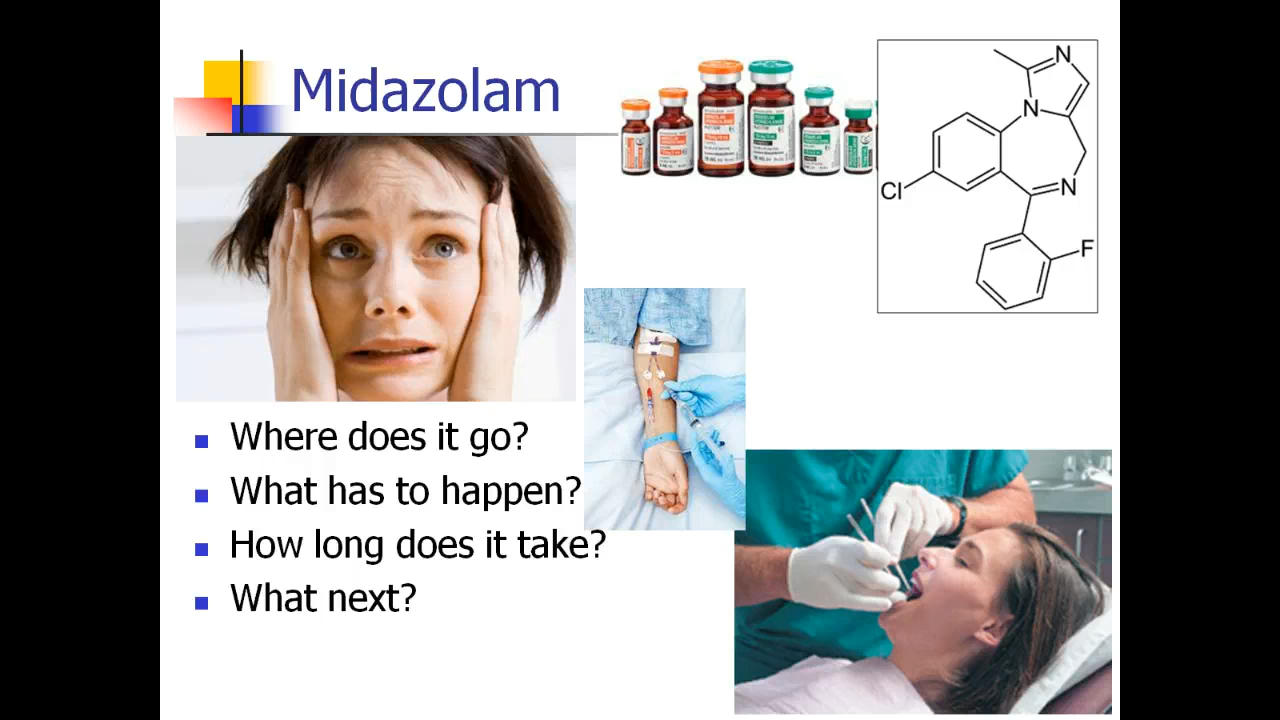 Midazolam
N
N
Cl
N
F
Where does it go?
What has to happen?
How long does it take?
What next?